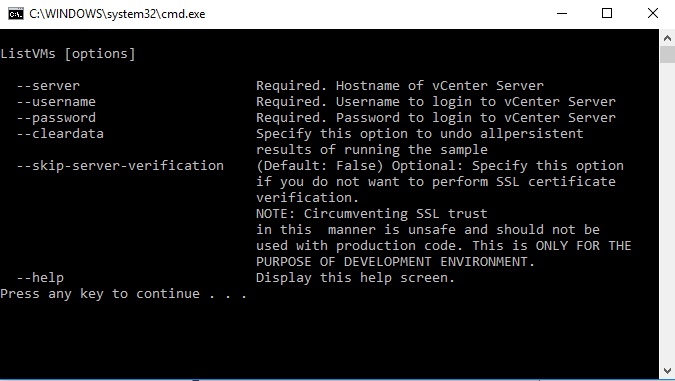 C:\WINDOWS\system32\cmd.exe
ListVMs [options]
--server Required. Hostname of vCenter Server
--username Required. Username to login to vCenter Server
--password Required. Password to login to vCenter Server
--cleardata Specify this option to undo allpersistent
results of running the sample
--skip-server-verification (Default: False) Optional: Specify this option
if you do not want to perform SSL certificate
verification.
NOTE: Circumventing SSL trust
in this  manner is unsafe and should not be
used with production code. This is ONLY FOR THE
PURPOSE OF DEVELOPMENT ENVIRONMENT.
--help Display this help screen.
Press any key to continue . . .